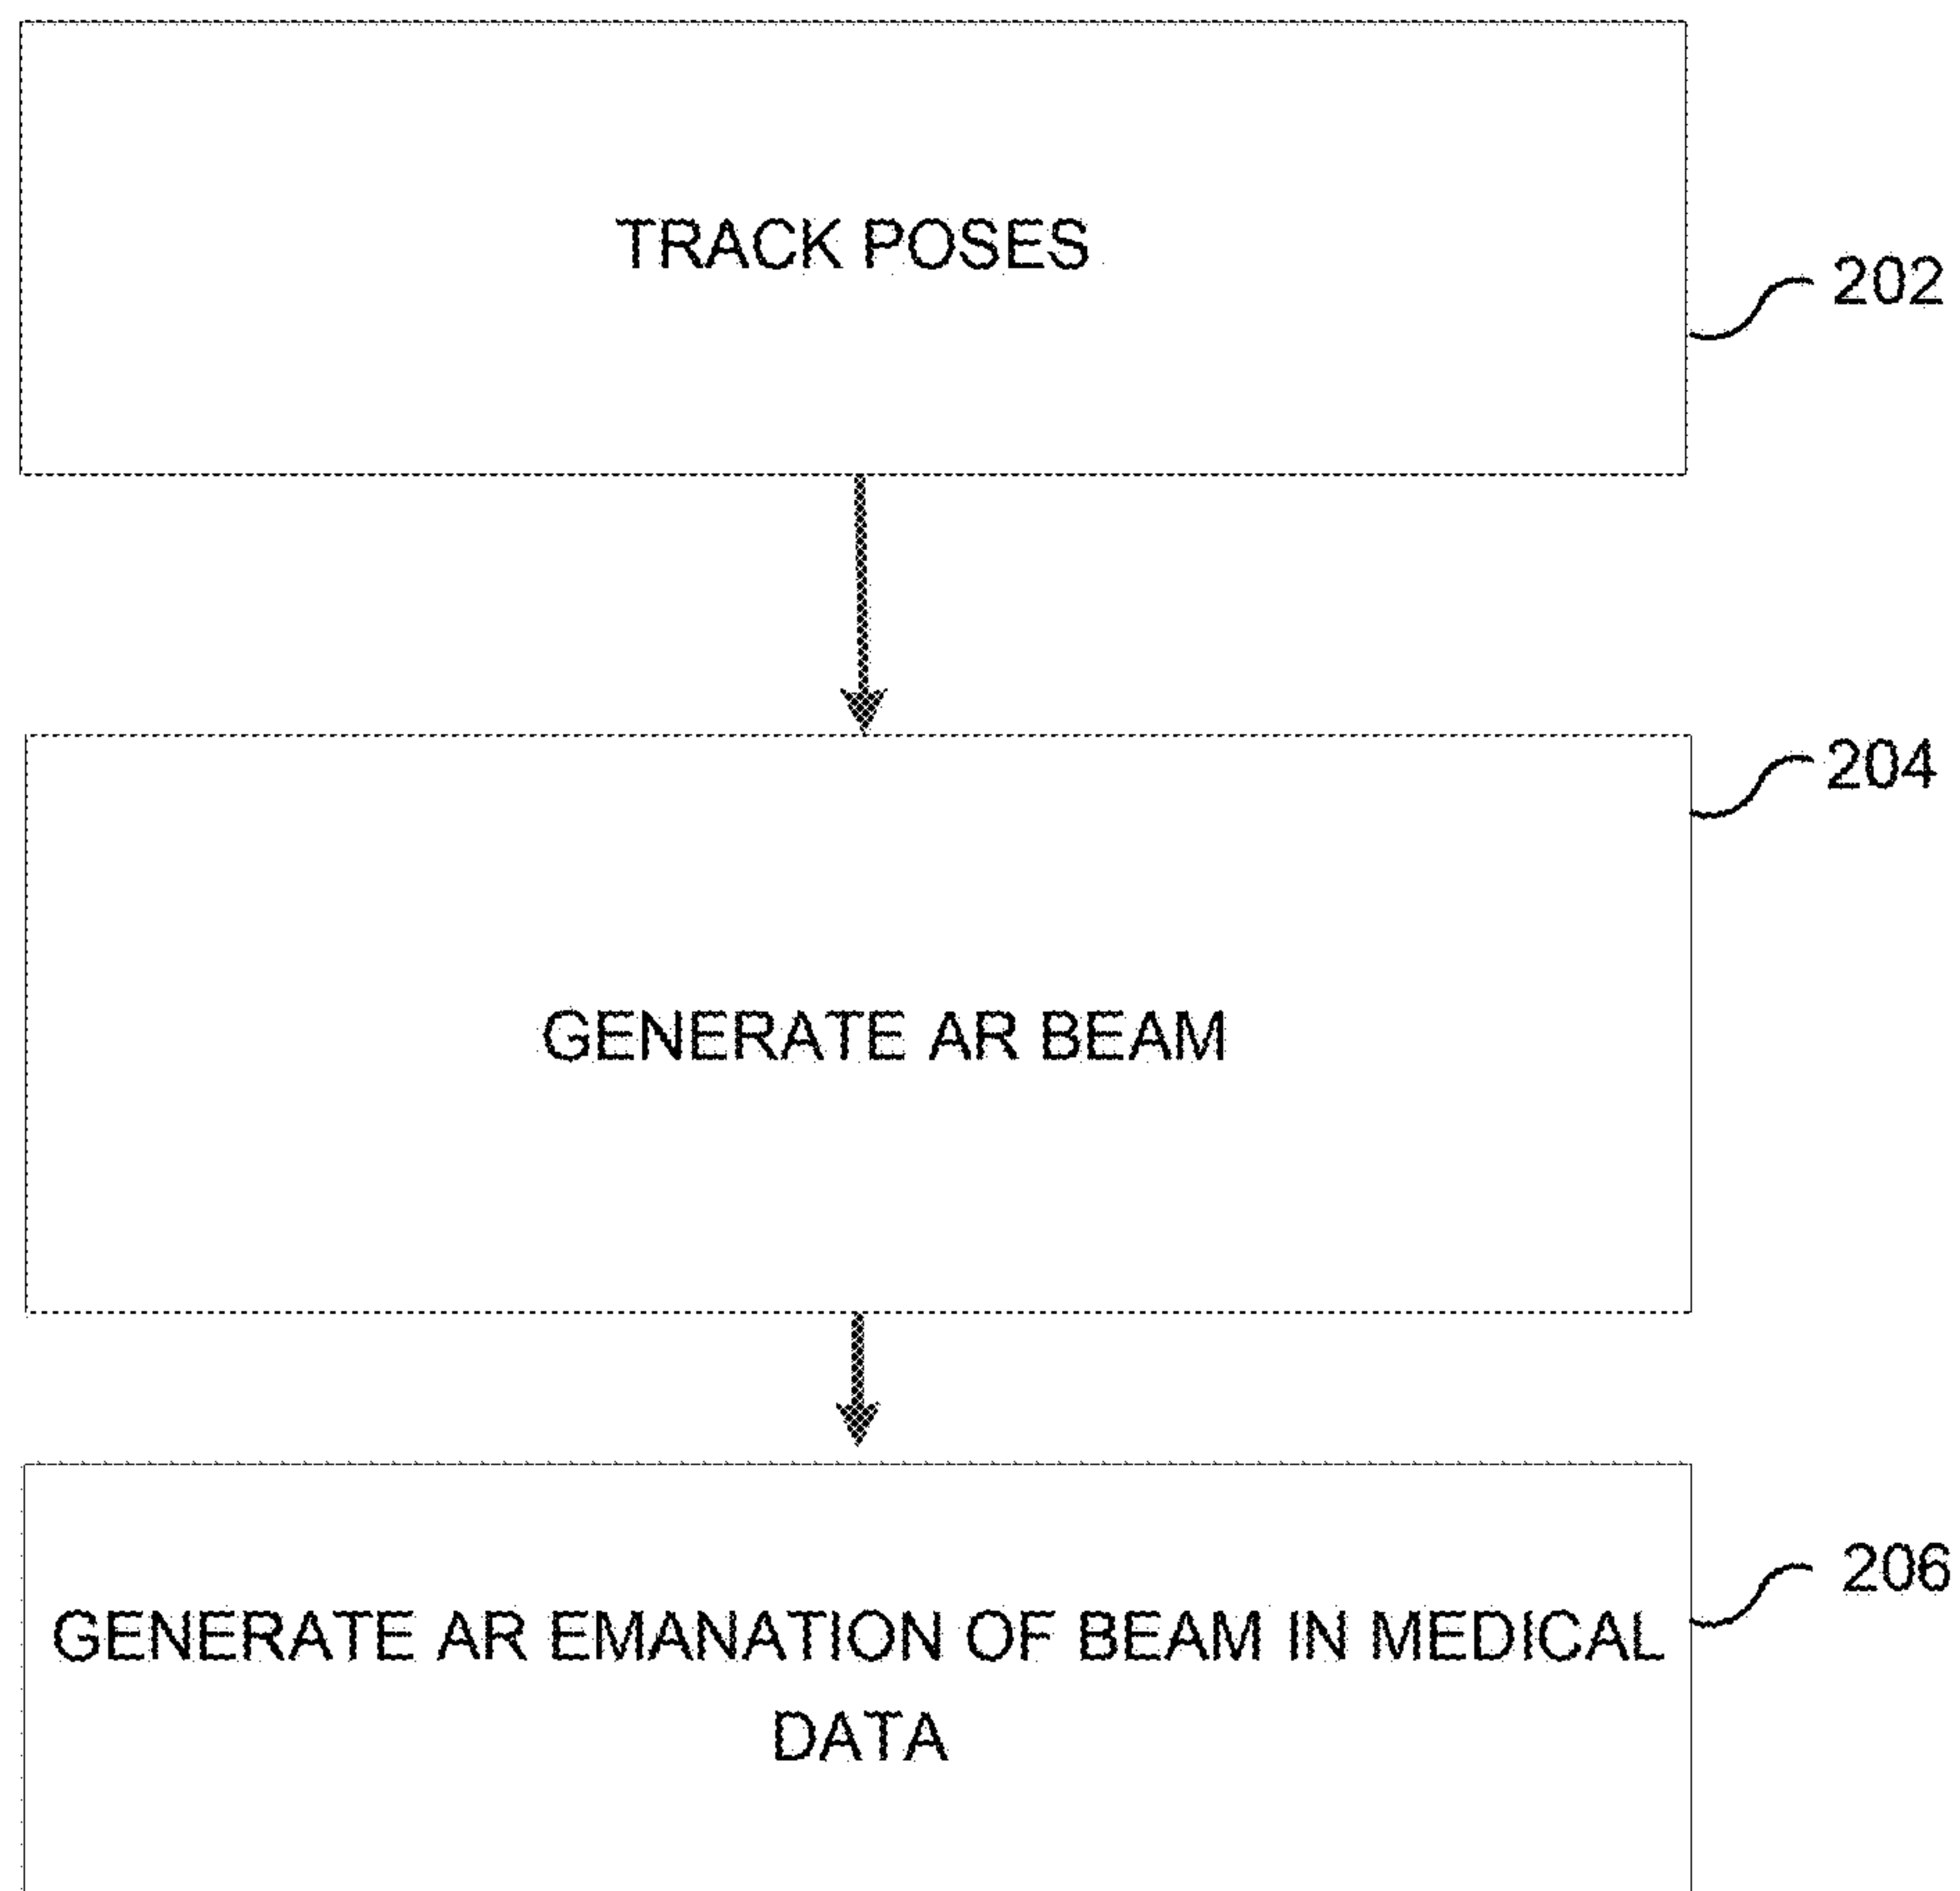 TRACK POSES
202
204
GENERATE AR BEAM
206
GENERATE AR EMANATION OF BEAM IN MEDICAL
DATA